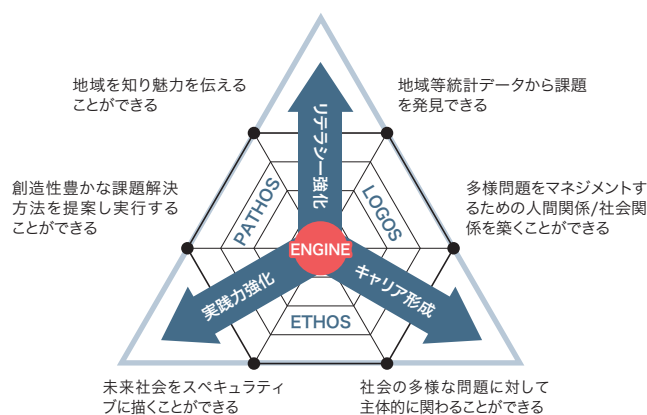 地域を知り魅力を伝える
ことができる
地域等統計データから課題
を発見できる
リテラシー強化
創造性豊かな課題解決
方法を提案し実行する
ことができる
PATHOS
LOGOS
多様問題をマネジメントす
るための人間関係/社会関
係を築くことができる
ENGINE
実践力強化
キャリア形成
ETHOS
未来社会をスペキュラティ
ブに描くことができる
社会の多様な問題に対して
主体的に関わることができる